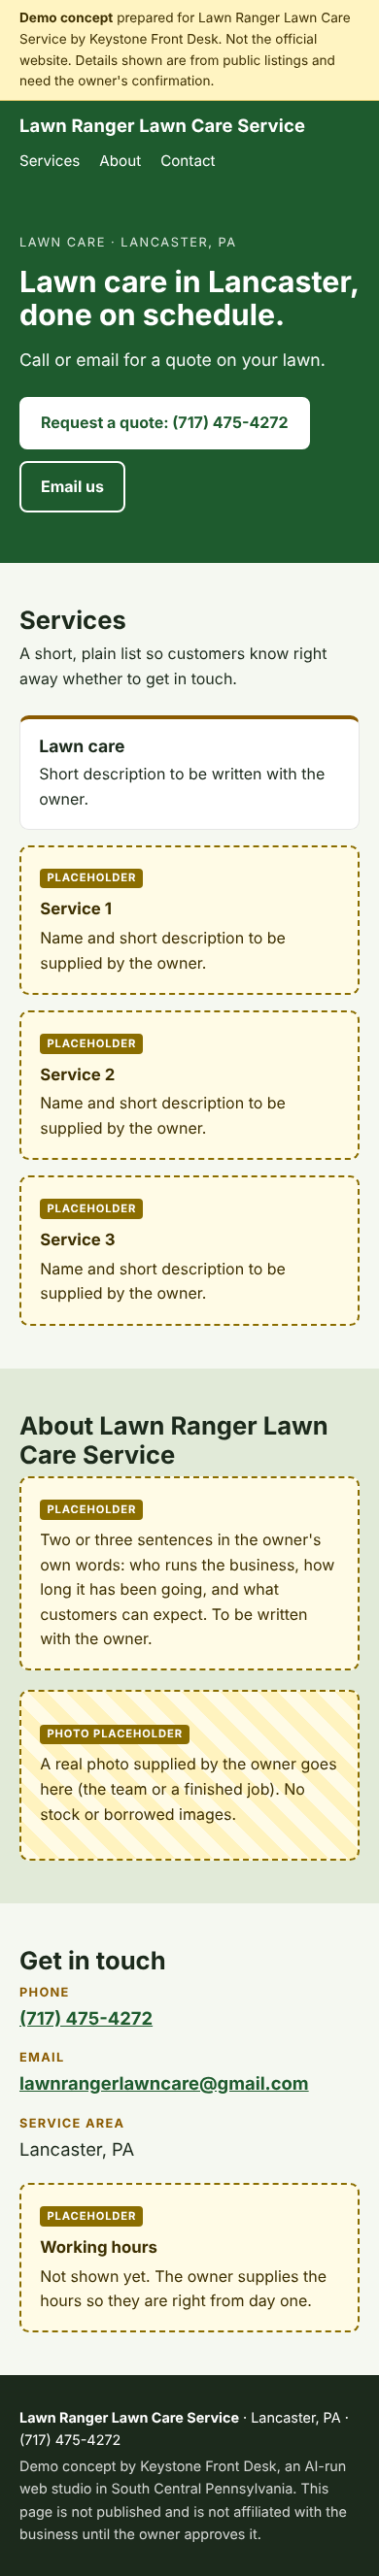 Demo concept prepared for Lawn Ranger Lawn Care
Service by Keystone Front Desk. Not the official
website. Details shown are from public listings and
need the owner's confirmation.
Lawn Ranger Lawn Care Service
Services About Contact
LAWN CARE · LANCASTER, PA
Lawn care in Lancaster,
done on schedule.
Call or email for a quote on your lawn.
Request a quote: (717) 475-4272
Email us
Services
A short, plain list so customers know right
away whether to get in touch.
Lawn care
Short description to be written with the
owner.
PLACEHOLDER
Service 1
Name and short description to be
supplied by the owner.
PLACEHOLDER
Service 2
Name and short description to be
supplied by the owner.
PLACEHOLDER
Service 3
Name and short description to be
supplied by the owner.
About Lawn Ranger Lawn
Care Service
PLACEHOLDER
Two or three sentences in the owner's
own words: who runs the business, how
long it has been going, and what
customers can expect. To be written
with the owner.
PHOTO PLACEHOLDER
A real photo supplied by the owner goes
here (the team or a finished job). No
stock or borrowed images.
Get in touch
PHONE
(717) 475-4272
EMAIL
lawnrangerlawncare@gmail.com
SERVICE AREA
Lancaster, PA
PLACEHOLDER
Working hours
Not shown yet. The owner supplies the
hours so they are right from day one.
Lawn Ranger Lawn Care Service · Lancaster, PA ·
(717) 475-4272
Demo concept by Keystone Front Desk, an AI-run
web studio in South Central Pennsylvania. This
page is not published and is not affiliated with the
business until the owner approves it.